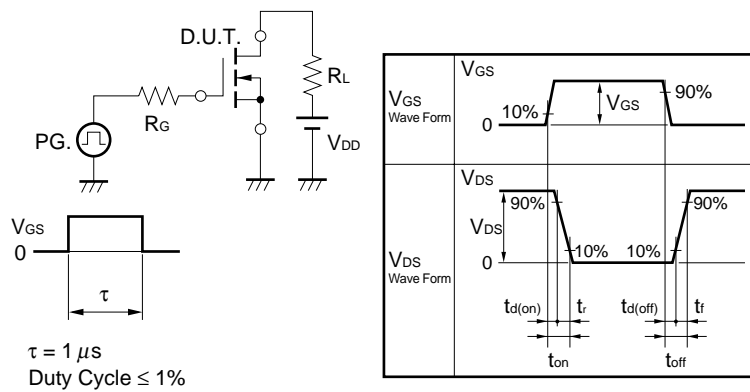 D.U.T.
RL
RG
PG.
VDD
VGS
0
τ
τ = 1 μs
Duty Cycle ≤ 1%
VGS
Wave Form
VGS
10%
VGS
90%
0
VDS
Wave Form
VDS
90%
VDS
10%
10%
90%
0
td(on)
tr
td(off)
tf
ton
toff